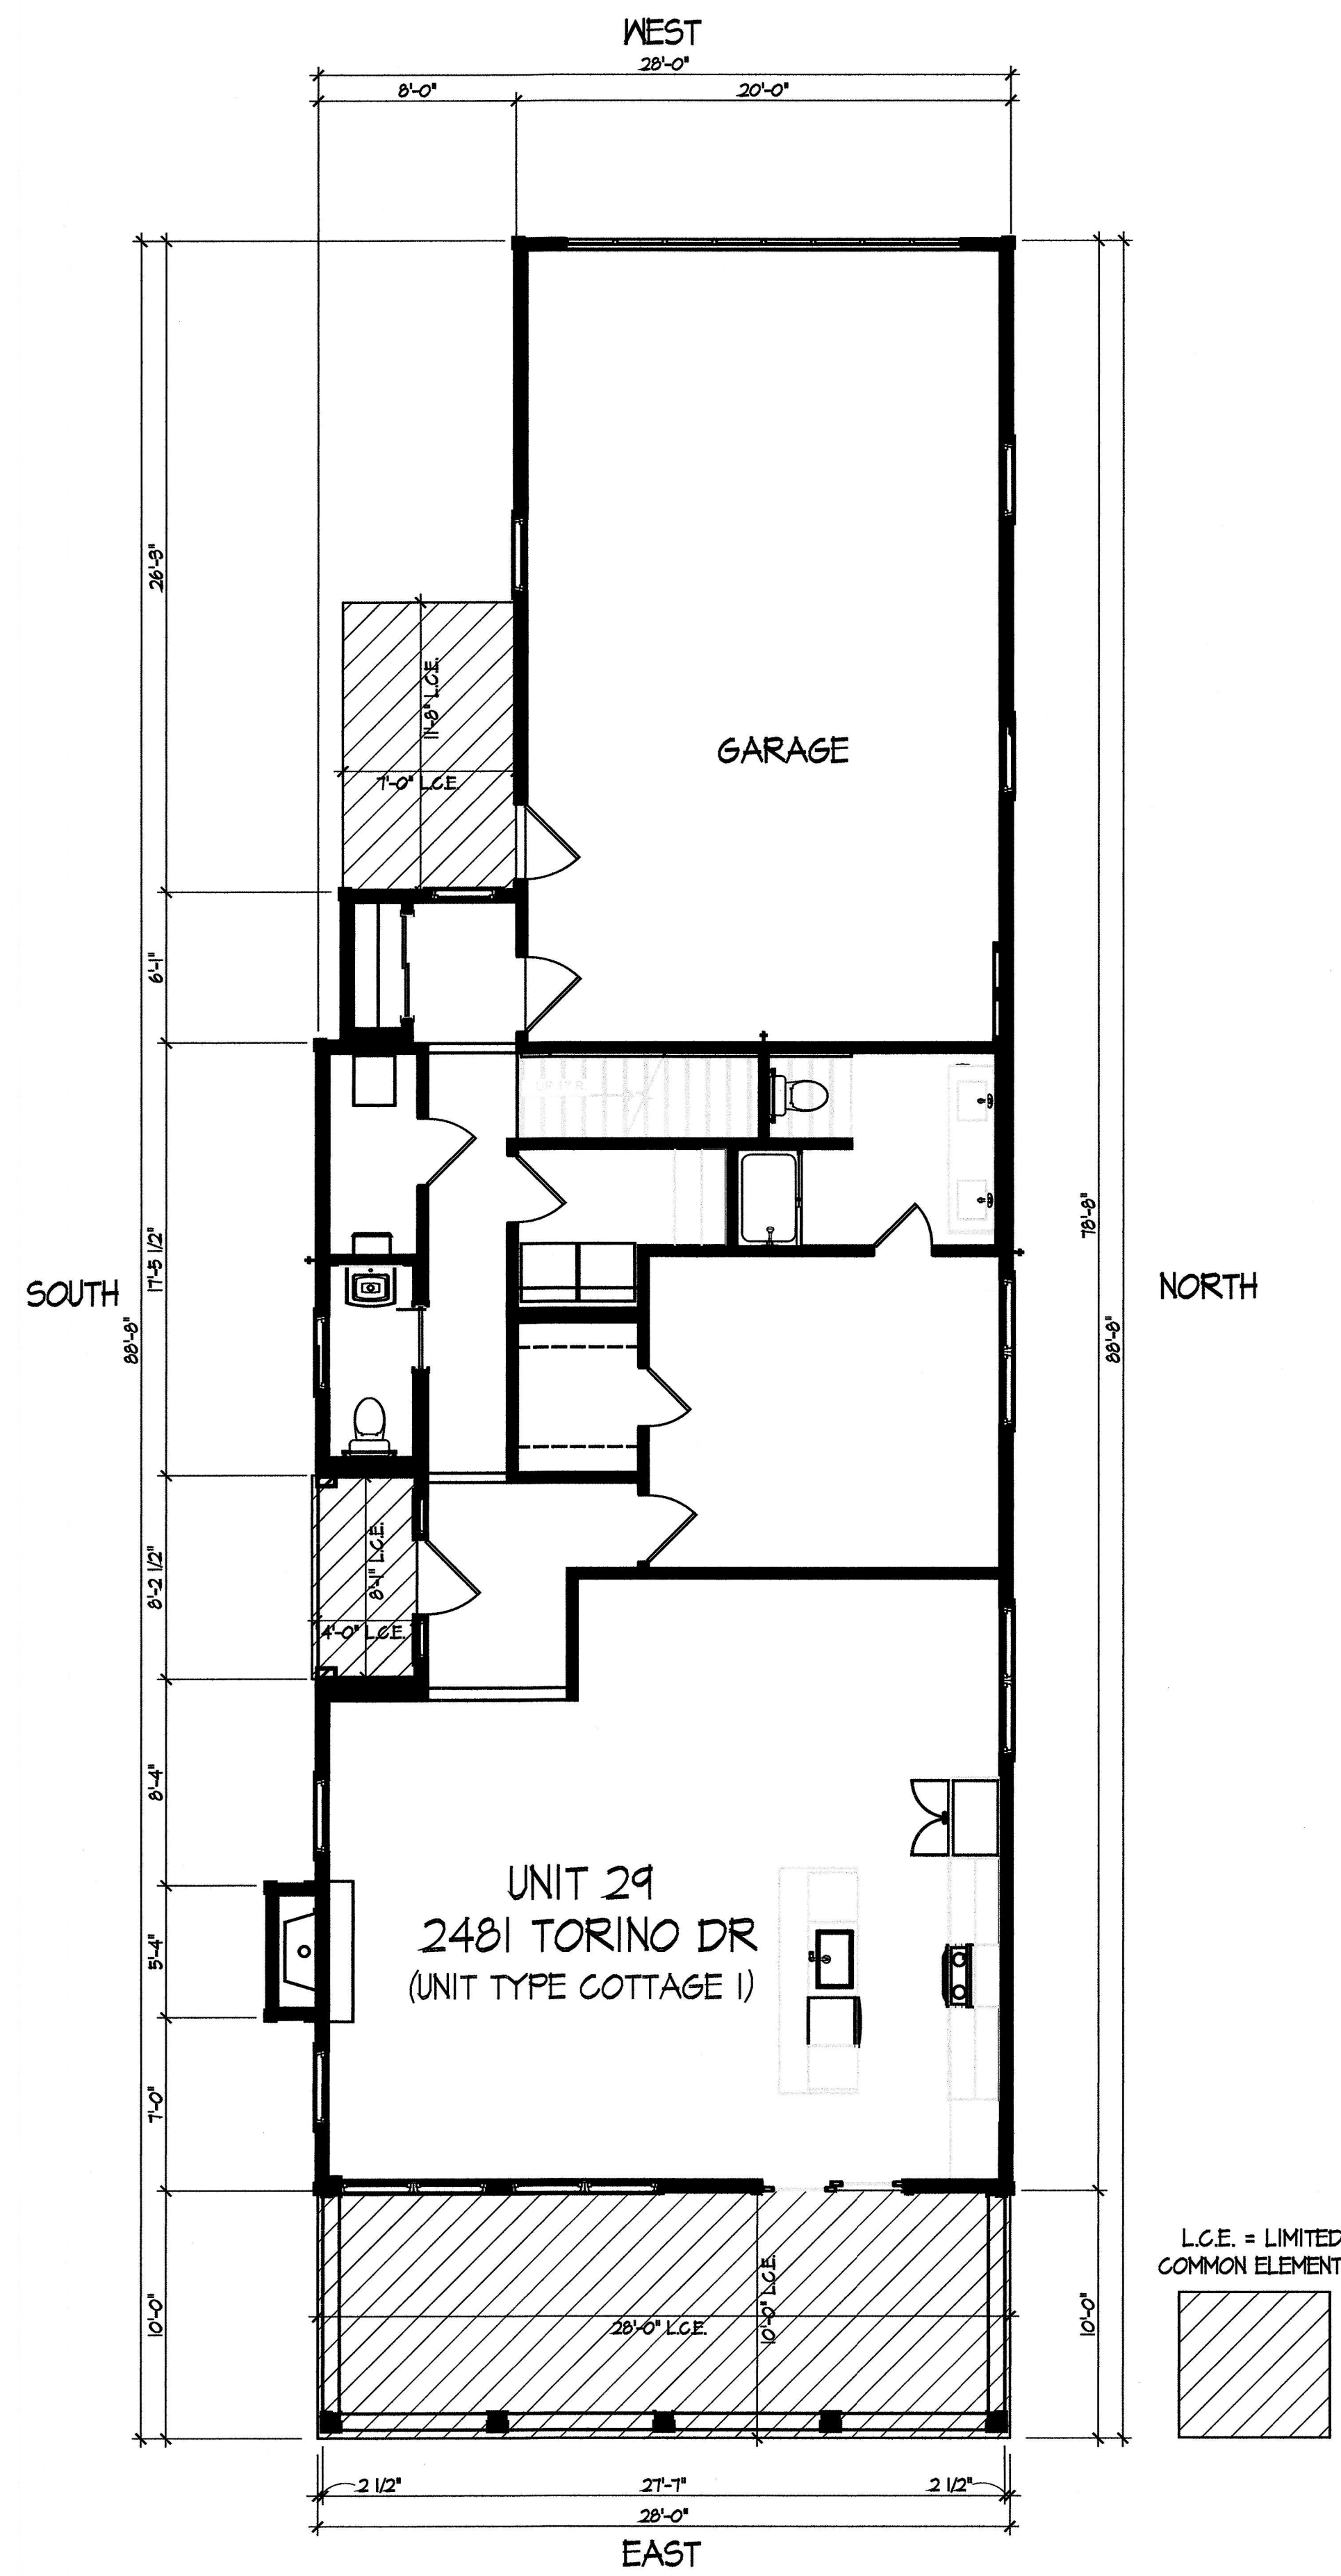 WEST
28'-0"
8'-0"
20'-0"
26'-3"
11'-8" L.C.E.
7'-0" L.C.E.
GARAGE
6'-1"
UP 17 R.
17'-5 1/2"
78'-8"
SOUTH
NORTH
88'-8"
88'-8"
8'-1" L.C.E.
8'-2 1/2"
4'-0" L.C.E.
8'-4"
UNIT 29
2481 TORINO DR
(UNIT TYPE COTTAGE 1)
5'-4"
7'-0"
L.C.E. = LIMITED
COMMON ELEMENT
10'-0"
28'-0" L.C.E.
10'-0" L.C.E.
10'-0"
2 1/2"
27'-7"
2 1/2"
28'-0"
EAST